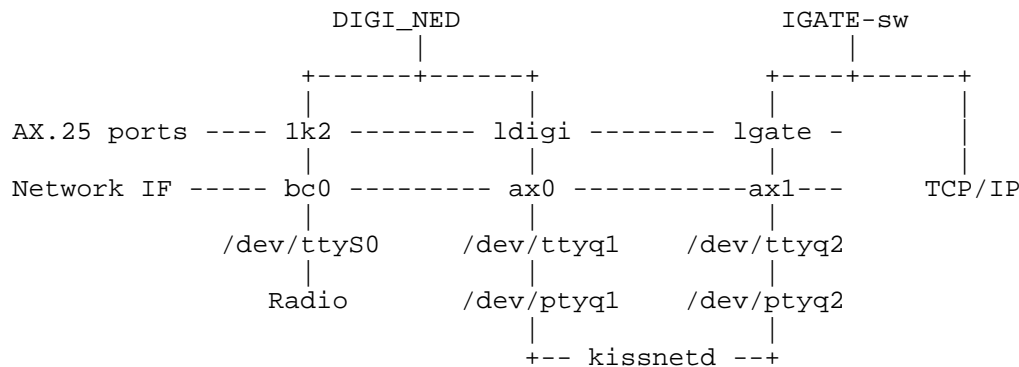 DIGI_NED IGATE-sw
|  |
+------+------+ +----+------+
| | | |
AX.25 ports ---- 1k2 -------- ldigi -------- lgate - |
| | | |
Network IF ----- bc0 --------- ax0 -----------ax1--- TCP/IP
| | |
/dev/ttyS0 /dev/ttyq1 /dev/ttyq2
| | |
Radio /dev/ptyq1 /dev/ptyq2
| |
+-- kissnetd --+